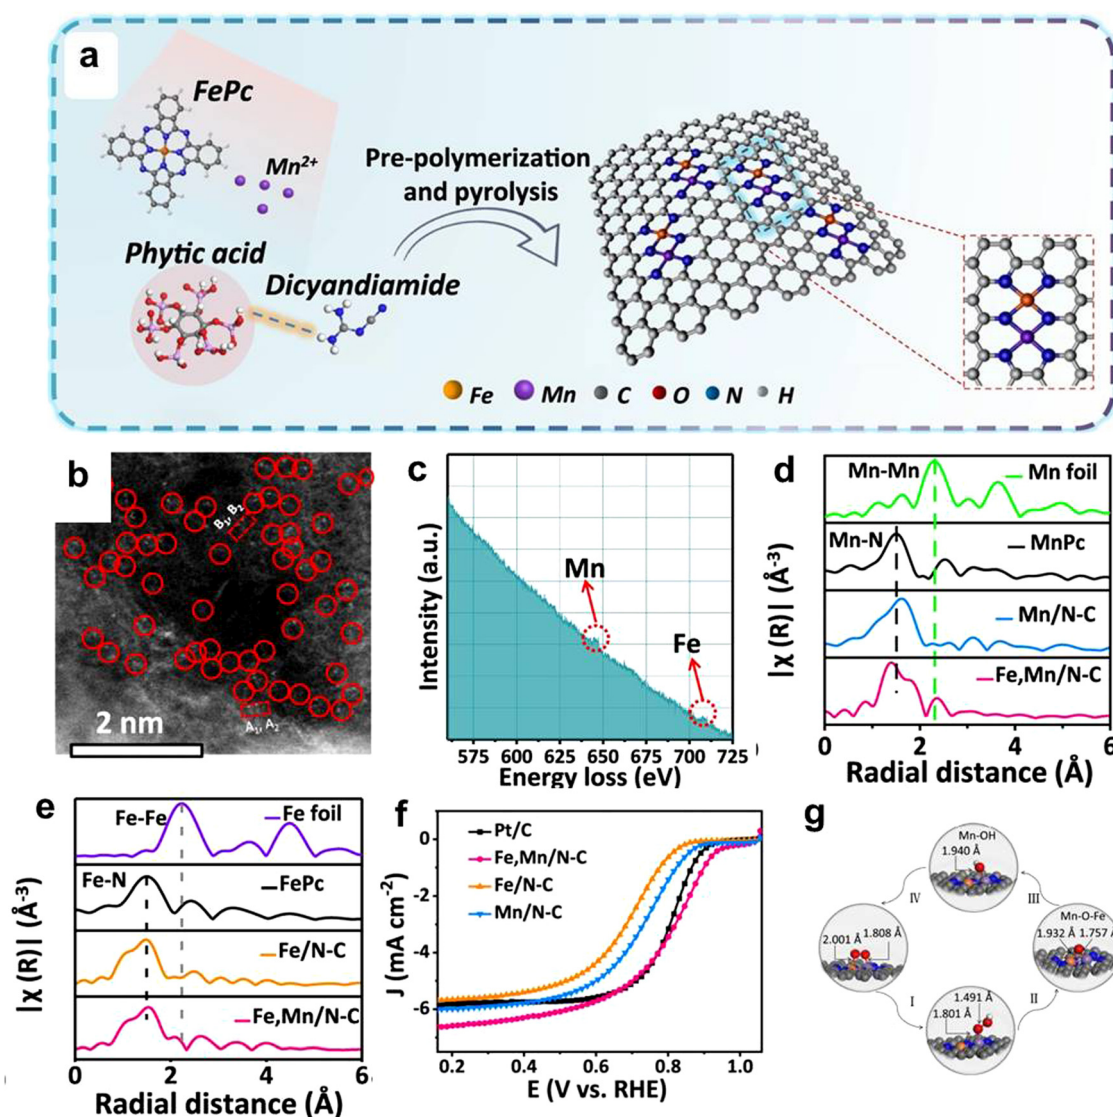 a
FePc
Mn²⁺
Pre-polymerization
and pyrolysis
Phytic acid
Dicyandiamide
Fe Mn C O N H
b
B₁, B₂
A₁, A₂
2 nm
c
Intensity (a.u.)
Mn
Fe
575 600 625 650 675 700 725
Energy loss (eV)
d
|χ (R)| (Å⁻³)
Mn-Mn
Mn foil
Mn-N
MnPc
Mn/N-C
Fe,Mn/N-C
0 2 4 6
Radial distance (Å)
e
|χ (R)| (Å⁻³)
Fe-Fe
Fe foil
Fe-N
FePc
Fe/N-C
Fe,Mn/N-C
0 2 4 6
Radial distance (Å)
f
J (mA cm⁻²)
0
-2
-4
-6
Pt/C
Fe,Mn/N-C
Fe/N-C
Mn/N-C
0.2 0.4 0.6 0.8 1.0
E (V vs. RHE)
g
Mn-OH
1.940 Å
IV
III
Mn-O-Fe
1.932 Å 1.757 Å
2.001 Å 1.808 Å
I
II
1.491 Å
1.801 Å